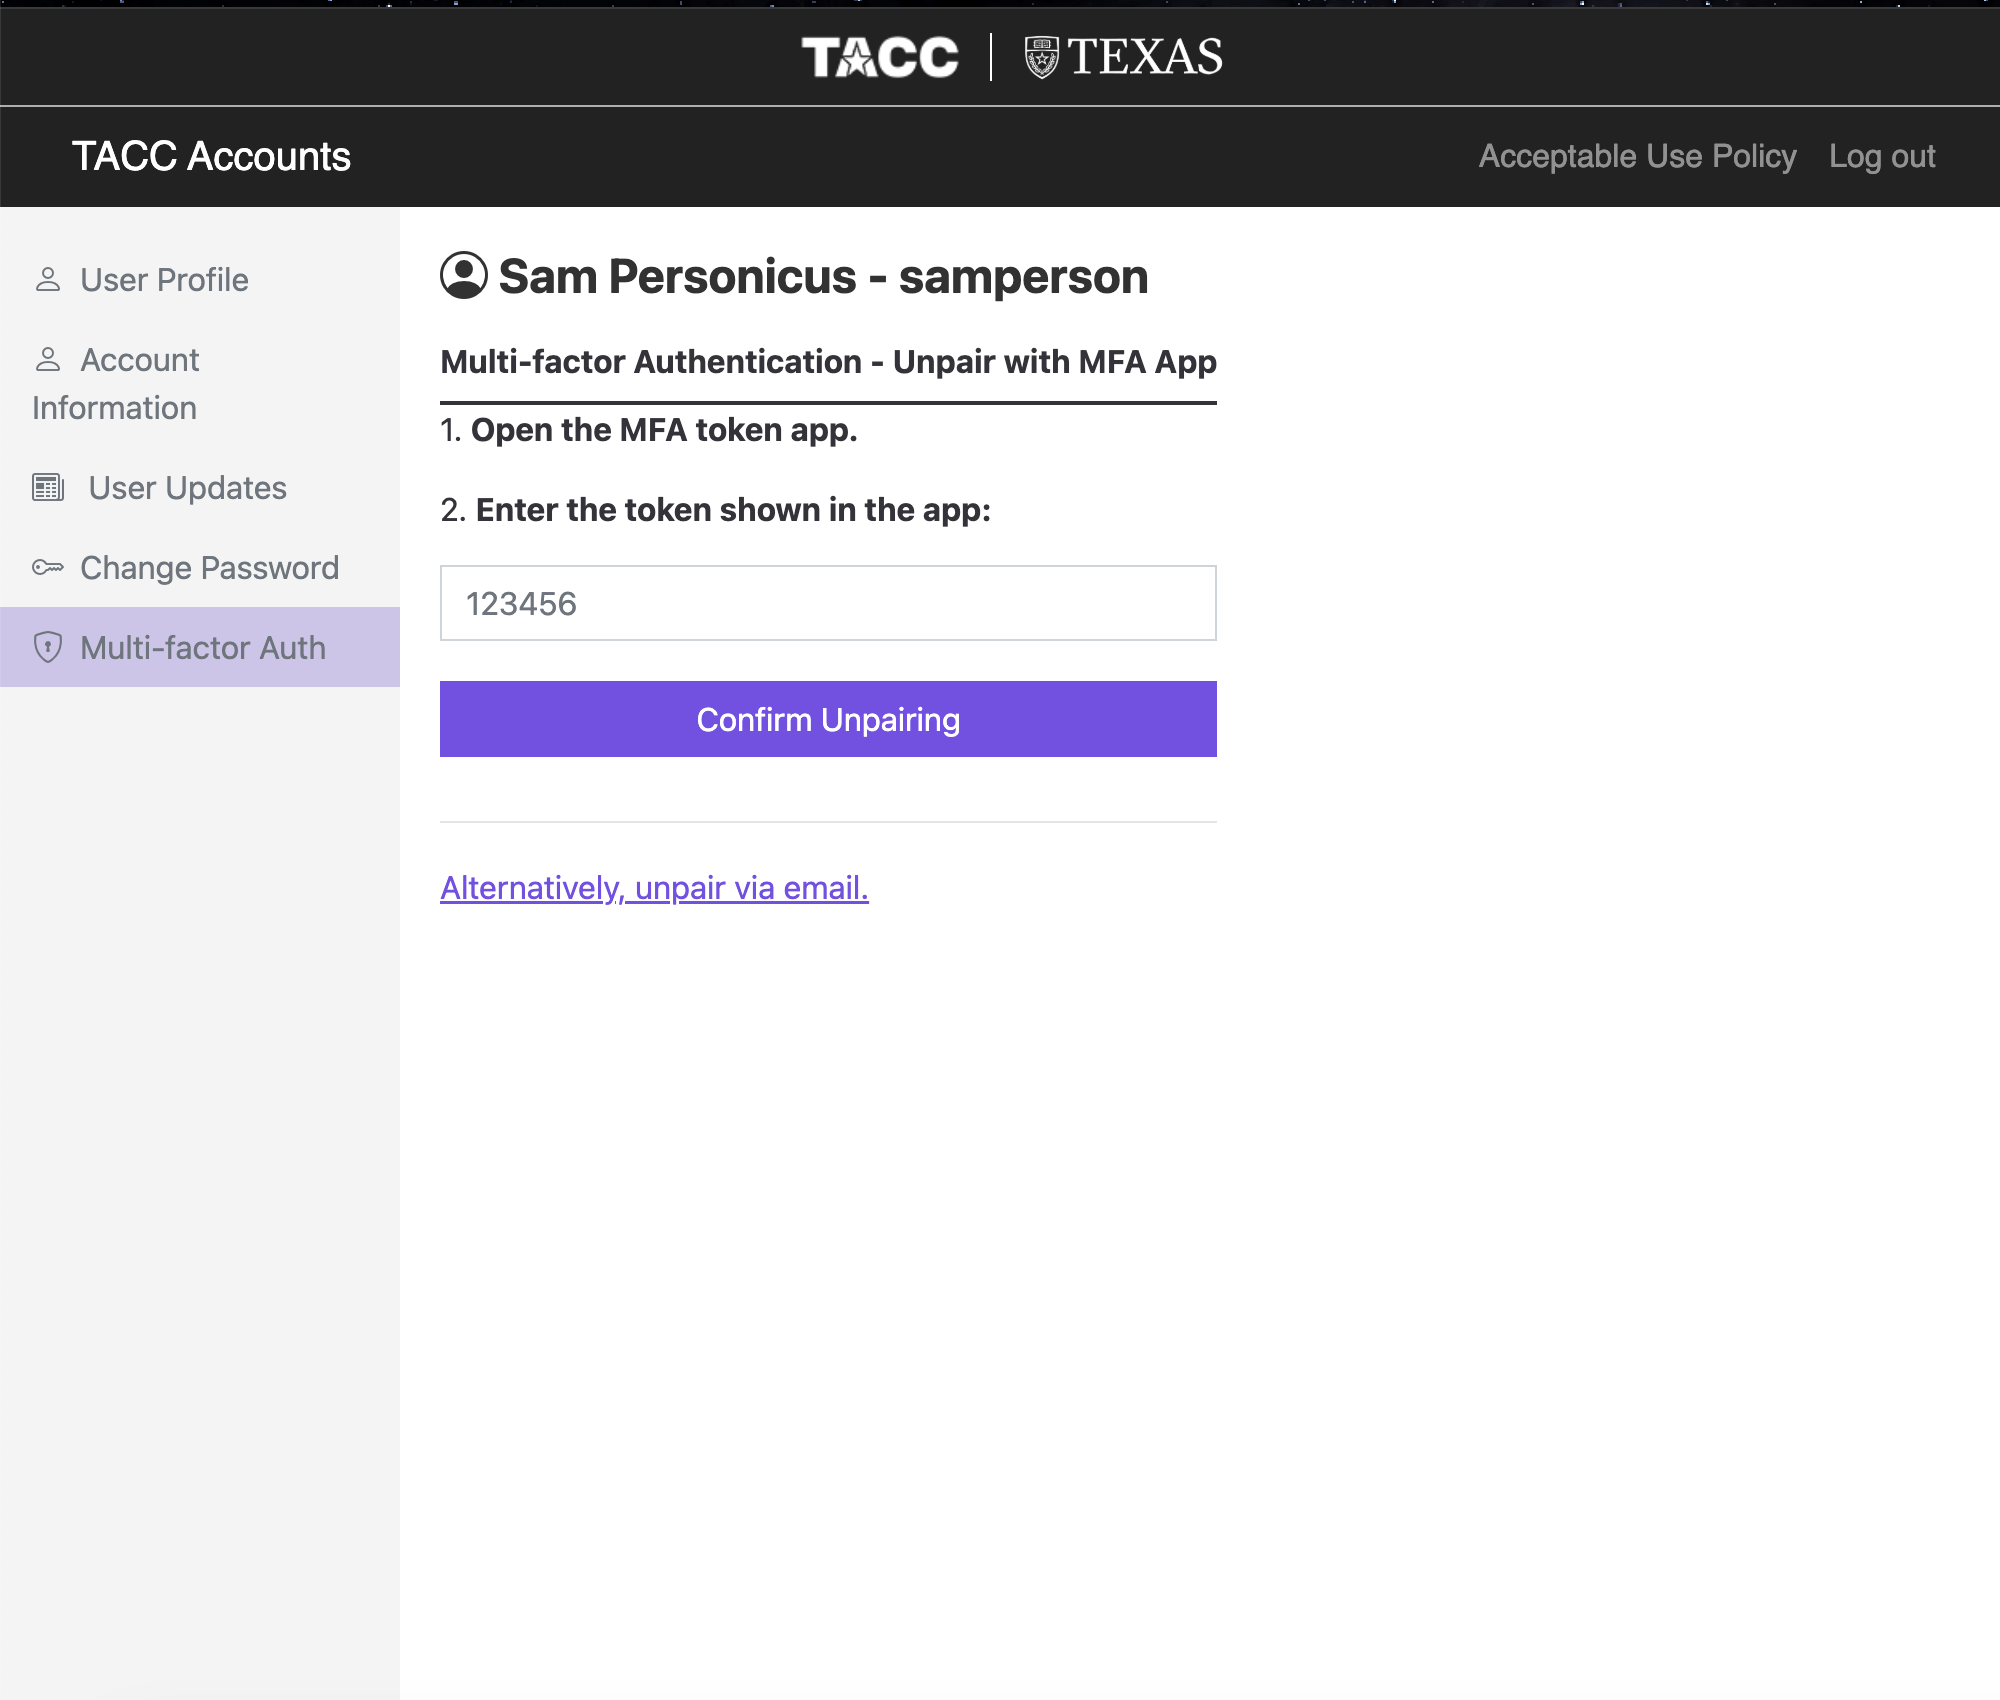 TACC | TEXAS
TACC Accounts
Acceptable Use Policy
Log out
User Profile
Account
Information
User Updates
Change Password
Multi-factor Auth
Sam Personicus - samperson
Multi-factor Authentication - Unpair with MFA App
1. Open the MFA token app.
2. Enter the token shown in the app:
123456
Confirm Unpairing
Alternatively, unpair via email.